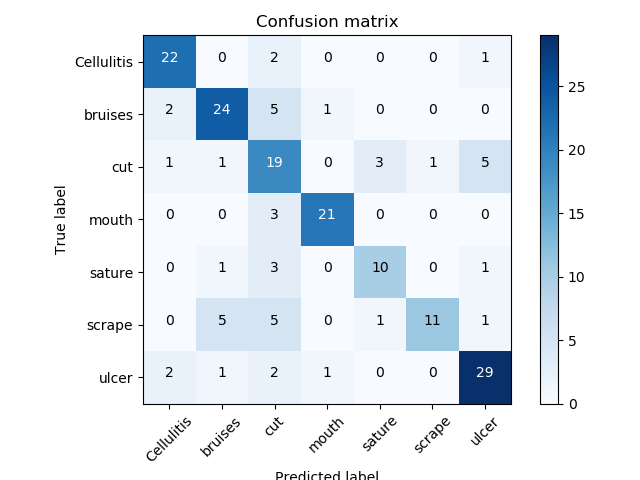 Confusion matrix
Cellulitis 22 0 2 0 0 0 1
bruises 2 24 5 1 0 0 0
cut 1 1 19 0 3 1 5
mouth 0 0 3 21 0 0 0
sature 0 1 3 0 10 0 1
scrape 0 5 5 0 1 11 1
ulcer 2 1 2 1 0 0 29
Cellulitis bruises cut mouth sature scrape ulcer
True label
Predicted label
25
20
15
10
5
0